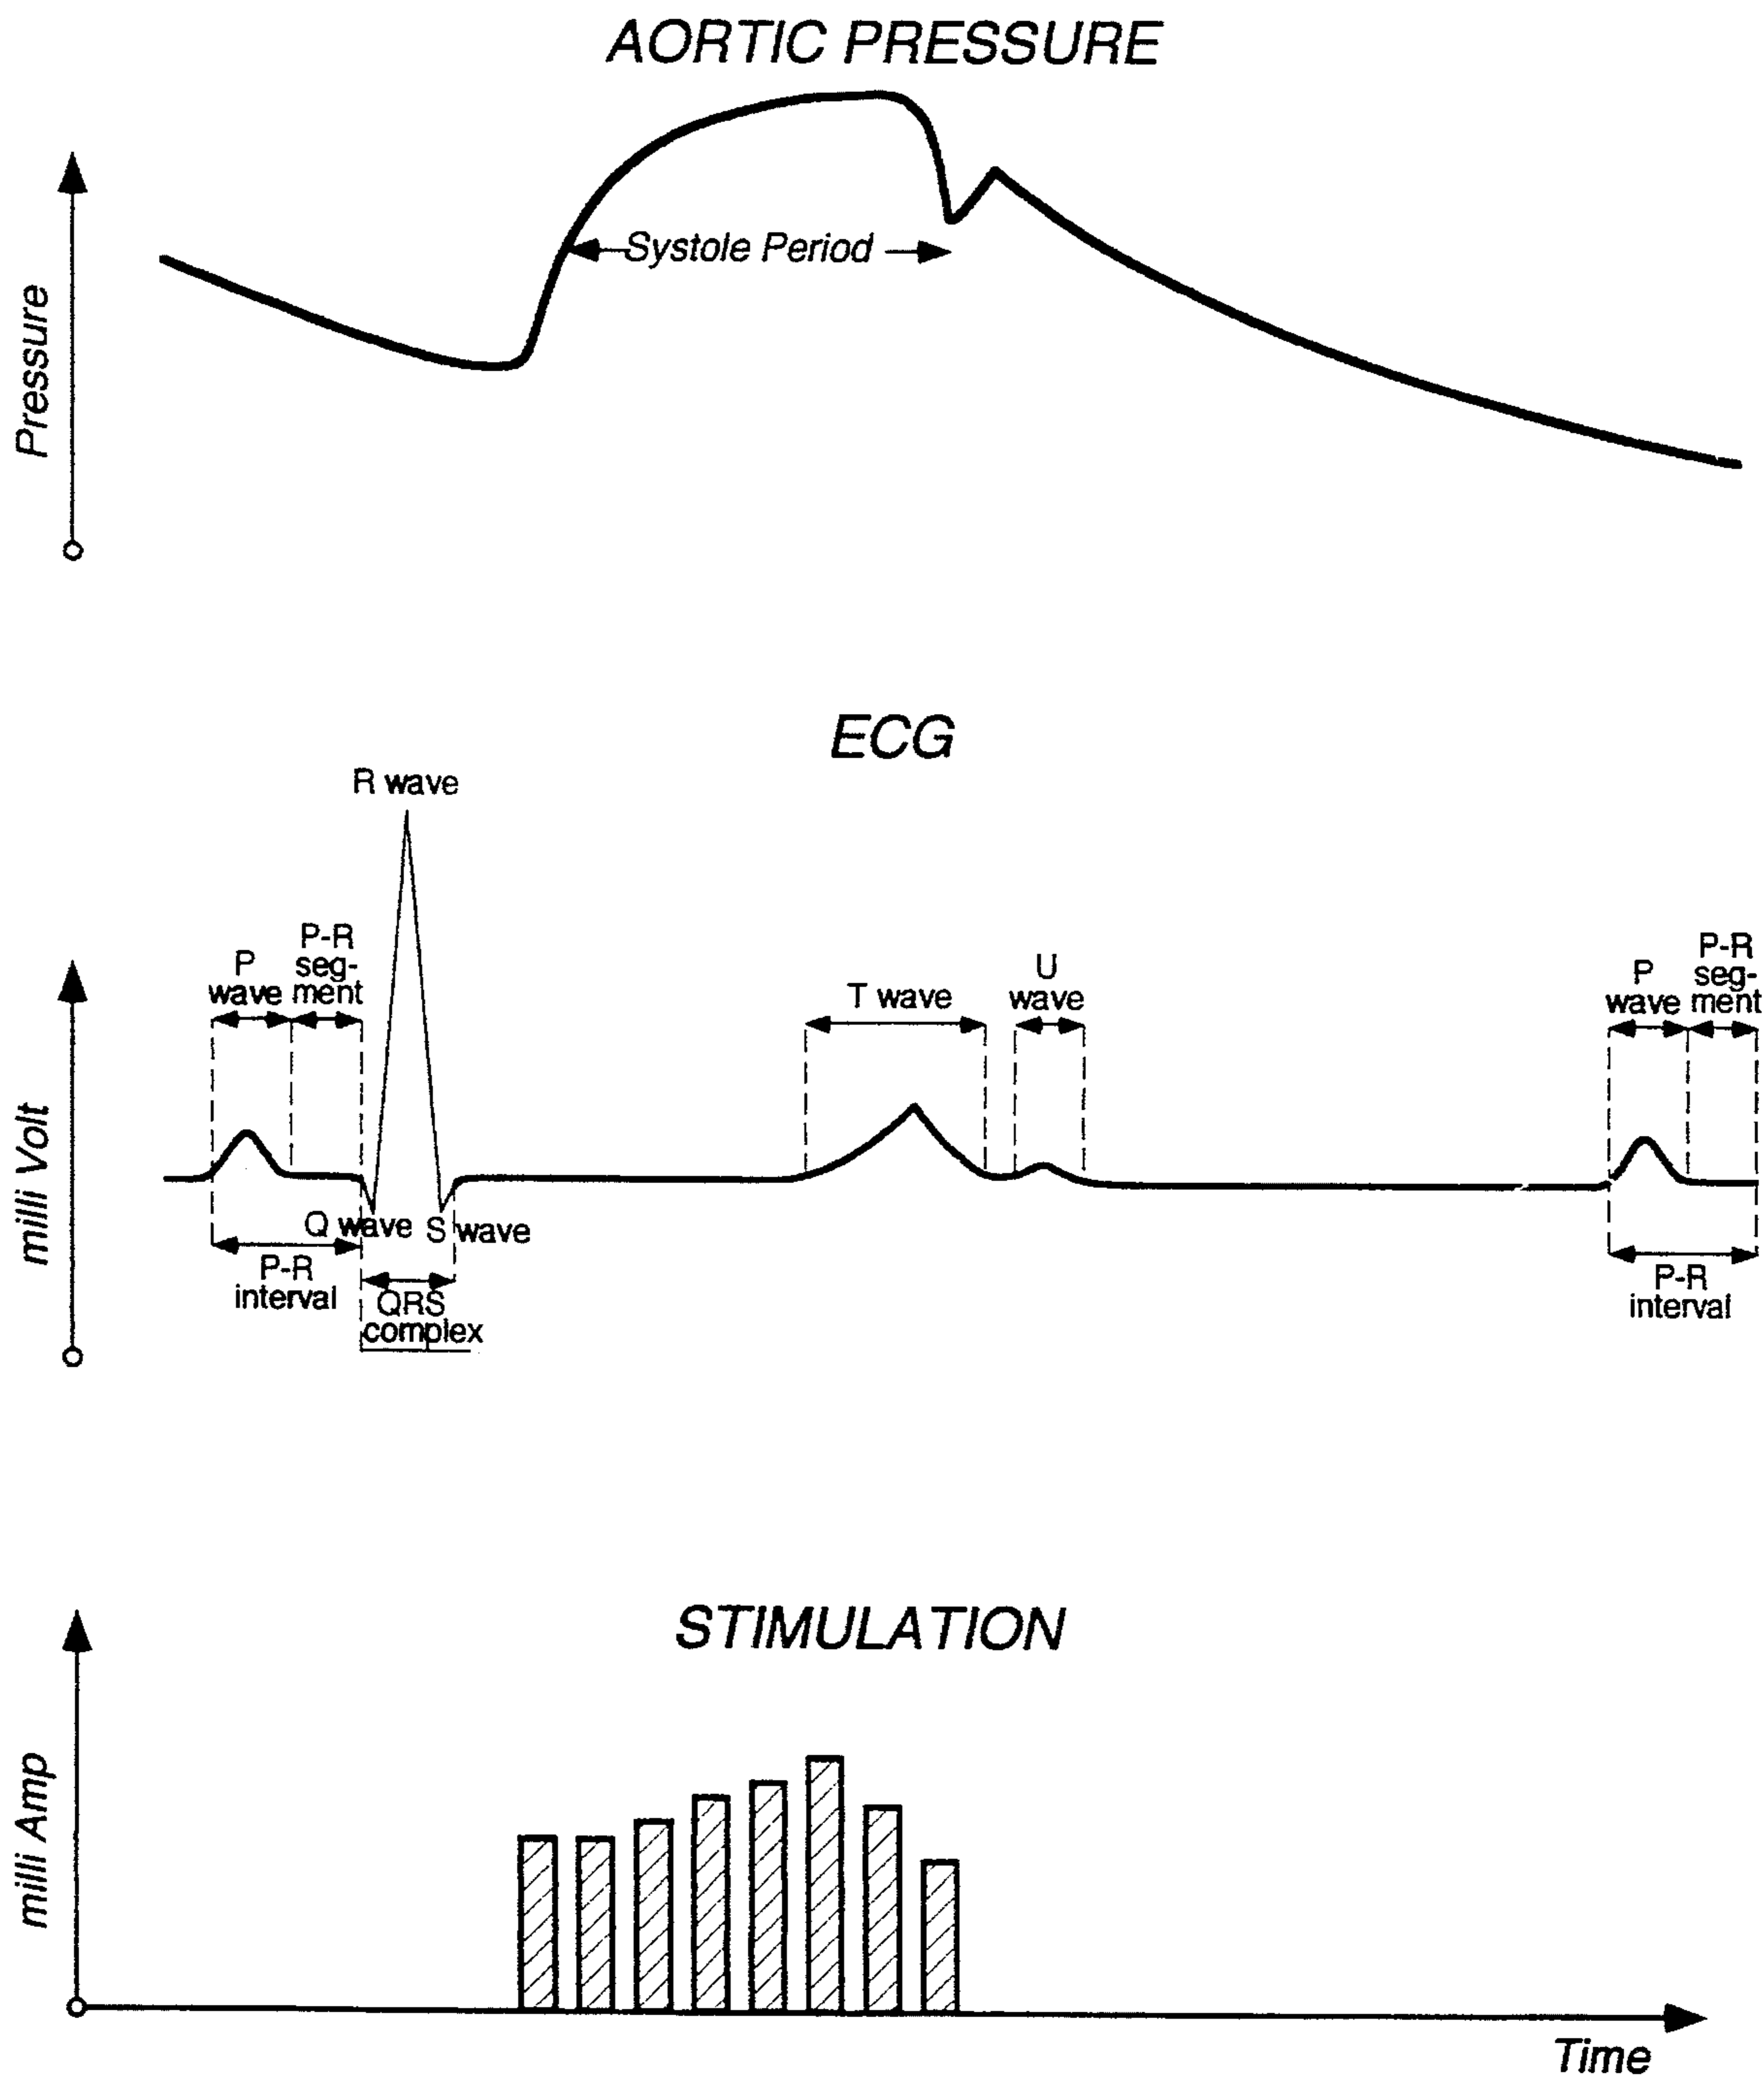 AORTIC PRESSURE
Systole Period
Pressure
ECG
R wave
P
wave
P-R
seg-
ment
T wave
U
wave
P
wave
P-R
seg-
ment
milli Volt
Q wave
S wave
P-R
interval
QRS
complex
P-R
interval
STIMULATION
milli Amp
Time